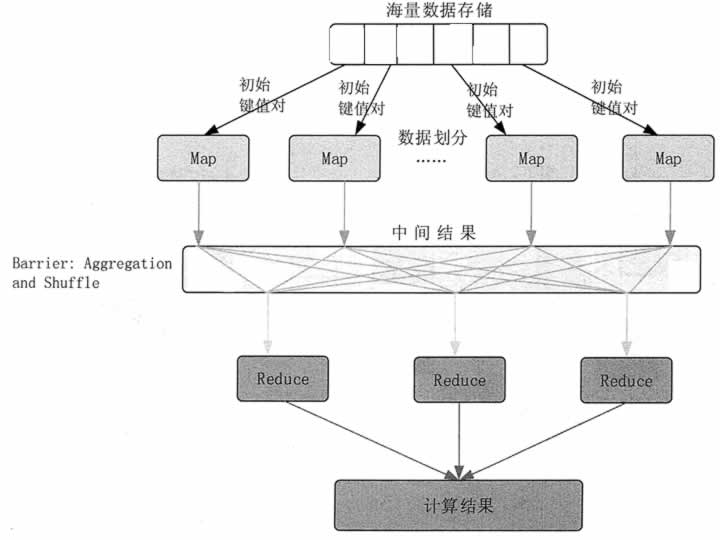 海量数据存储
初始
键值对
初始
键值对
初始
键值对
初始
键值对
数据划分
......
Map
Map
Map
Map
中间结果
Barrier: Aggregation
and Shuffle
Reduce
Reduce
Reduce
计算结果